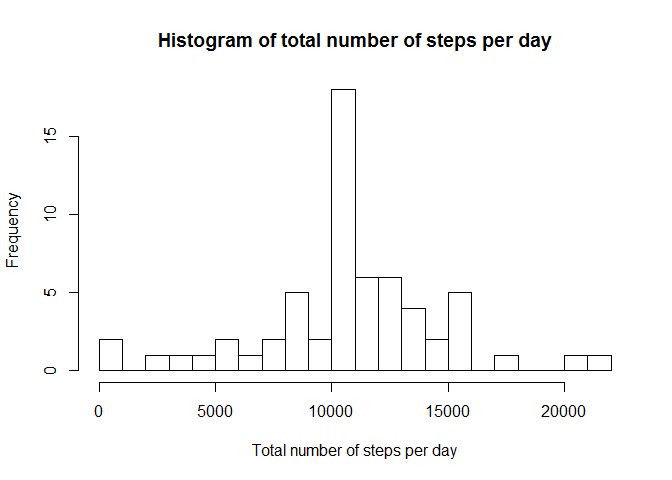 Histogram of total number of steps per day
Frequency
15
10
5
0
0 5000 10000 15000 20000
Total number of steps per day